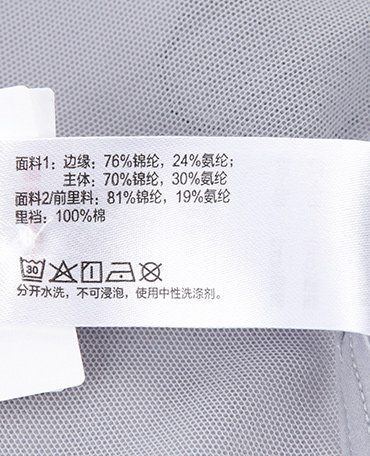 面料1：边缘：76%锦纶，24%氨纶；
主体：70%锦纶，30%氨纶
面料2/前里料：81%锦纶，19%氨纶
里裆：100%棉
30
分开水洗，不可浸泡，使用中性洗涤剂。